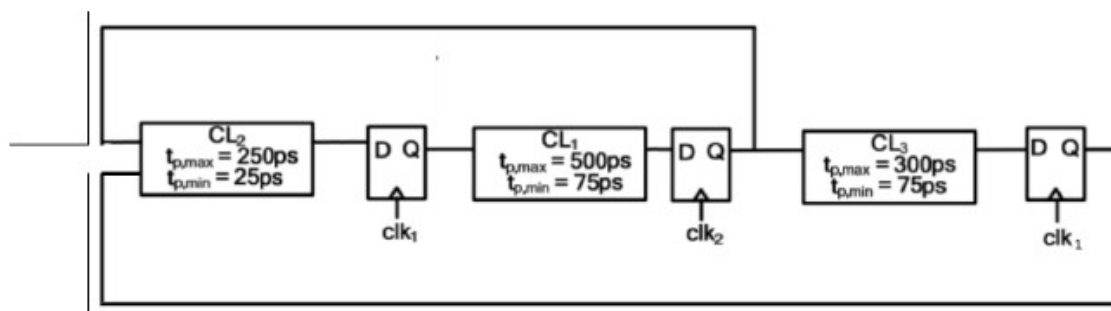 CL₂
tₚ,max = 250ps
tₚ,min = 25ps
D Q
clk₁
CL₁
tₚ,max = 500ps
tₚ,min = 75ps
D Q
clk₂
CL₃
tₚ,max = 300ps
tₚ,min = 75ps
D Q
clk₁